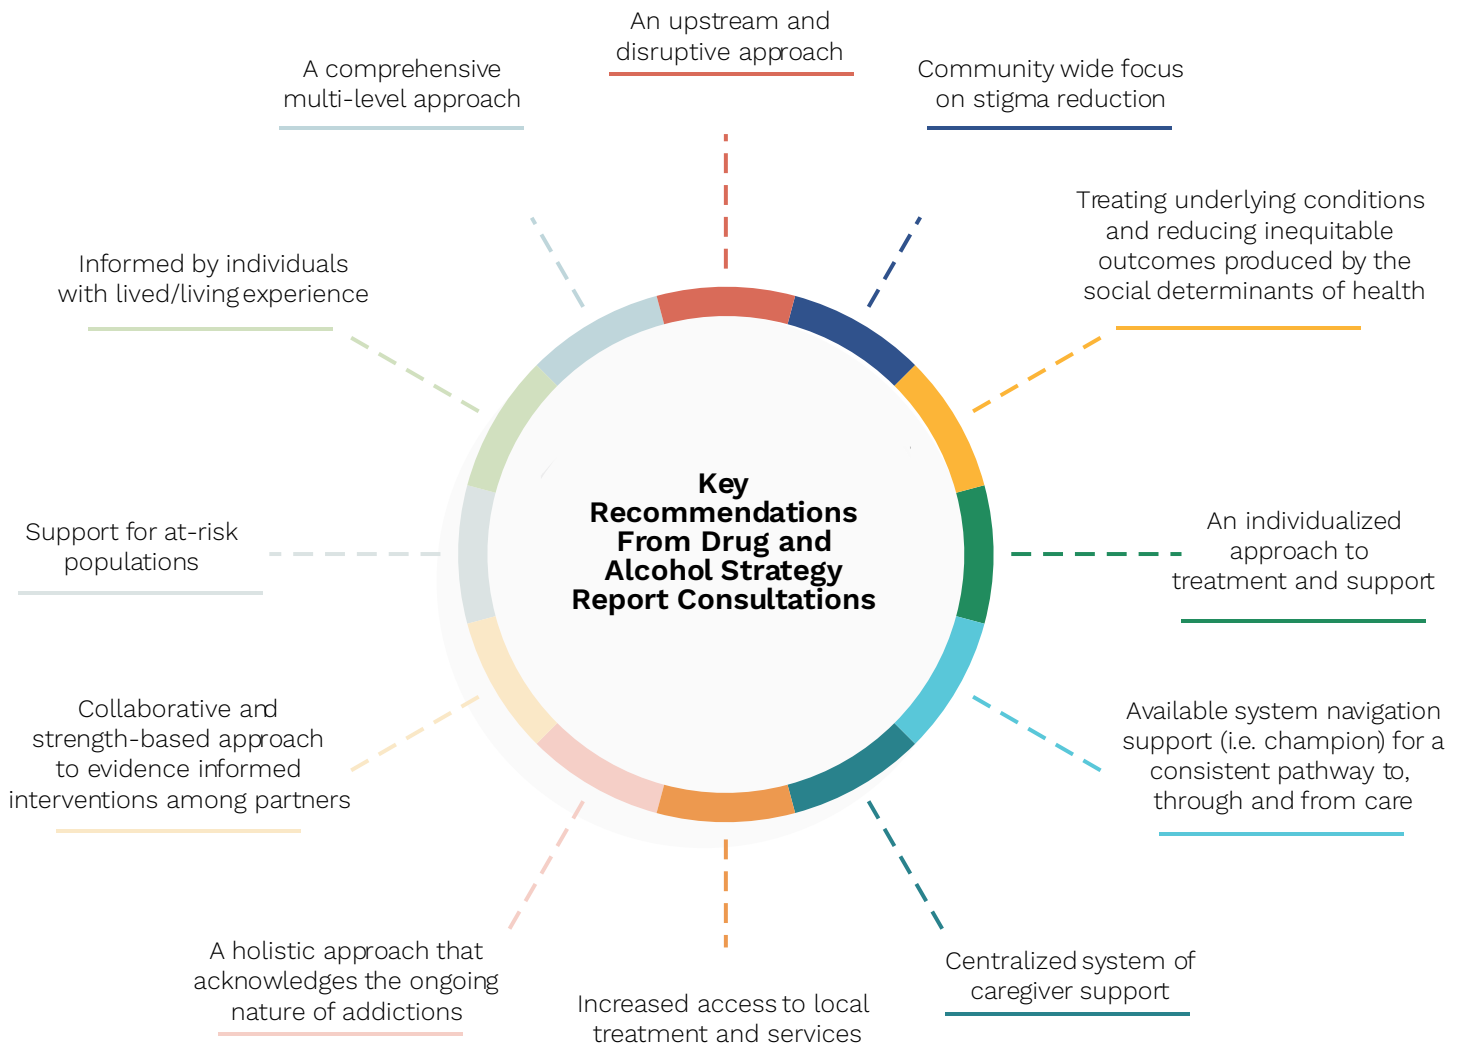 An upstream and
disruptive approach
Community wide focus
on stigma reduction
Treating underlying conditions
and reducing inequitable
outcomes produced by the
social determinants of health
An individualized
approach to
treatment and support
Available system navigation
support (i.e. champion) for a
consistent pathway to,
through and from care
Centralized system of
caregiver support
Increased access to local
treatment and services
A holistic approach that
acknowledges the ongoing
nature of addictions
Collaborative and
strength-based approach
to evidence informed
interventions among partners
Support for at-risk
populations
Informed by individuals
with lived/living experience
A comprehensive
multi-level approach
Key
Recommendations
From Drug and
Alcohol Strategy
Report Consultations